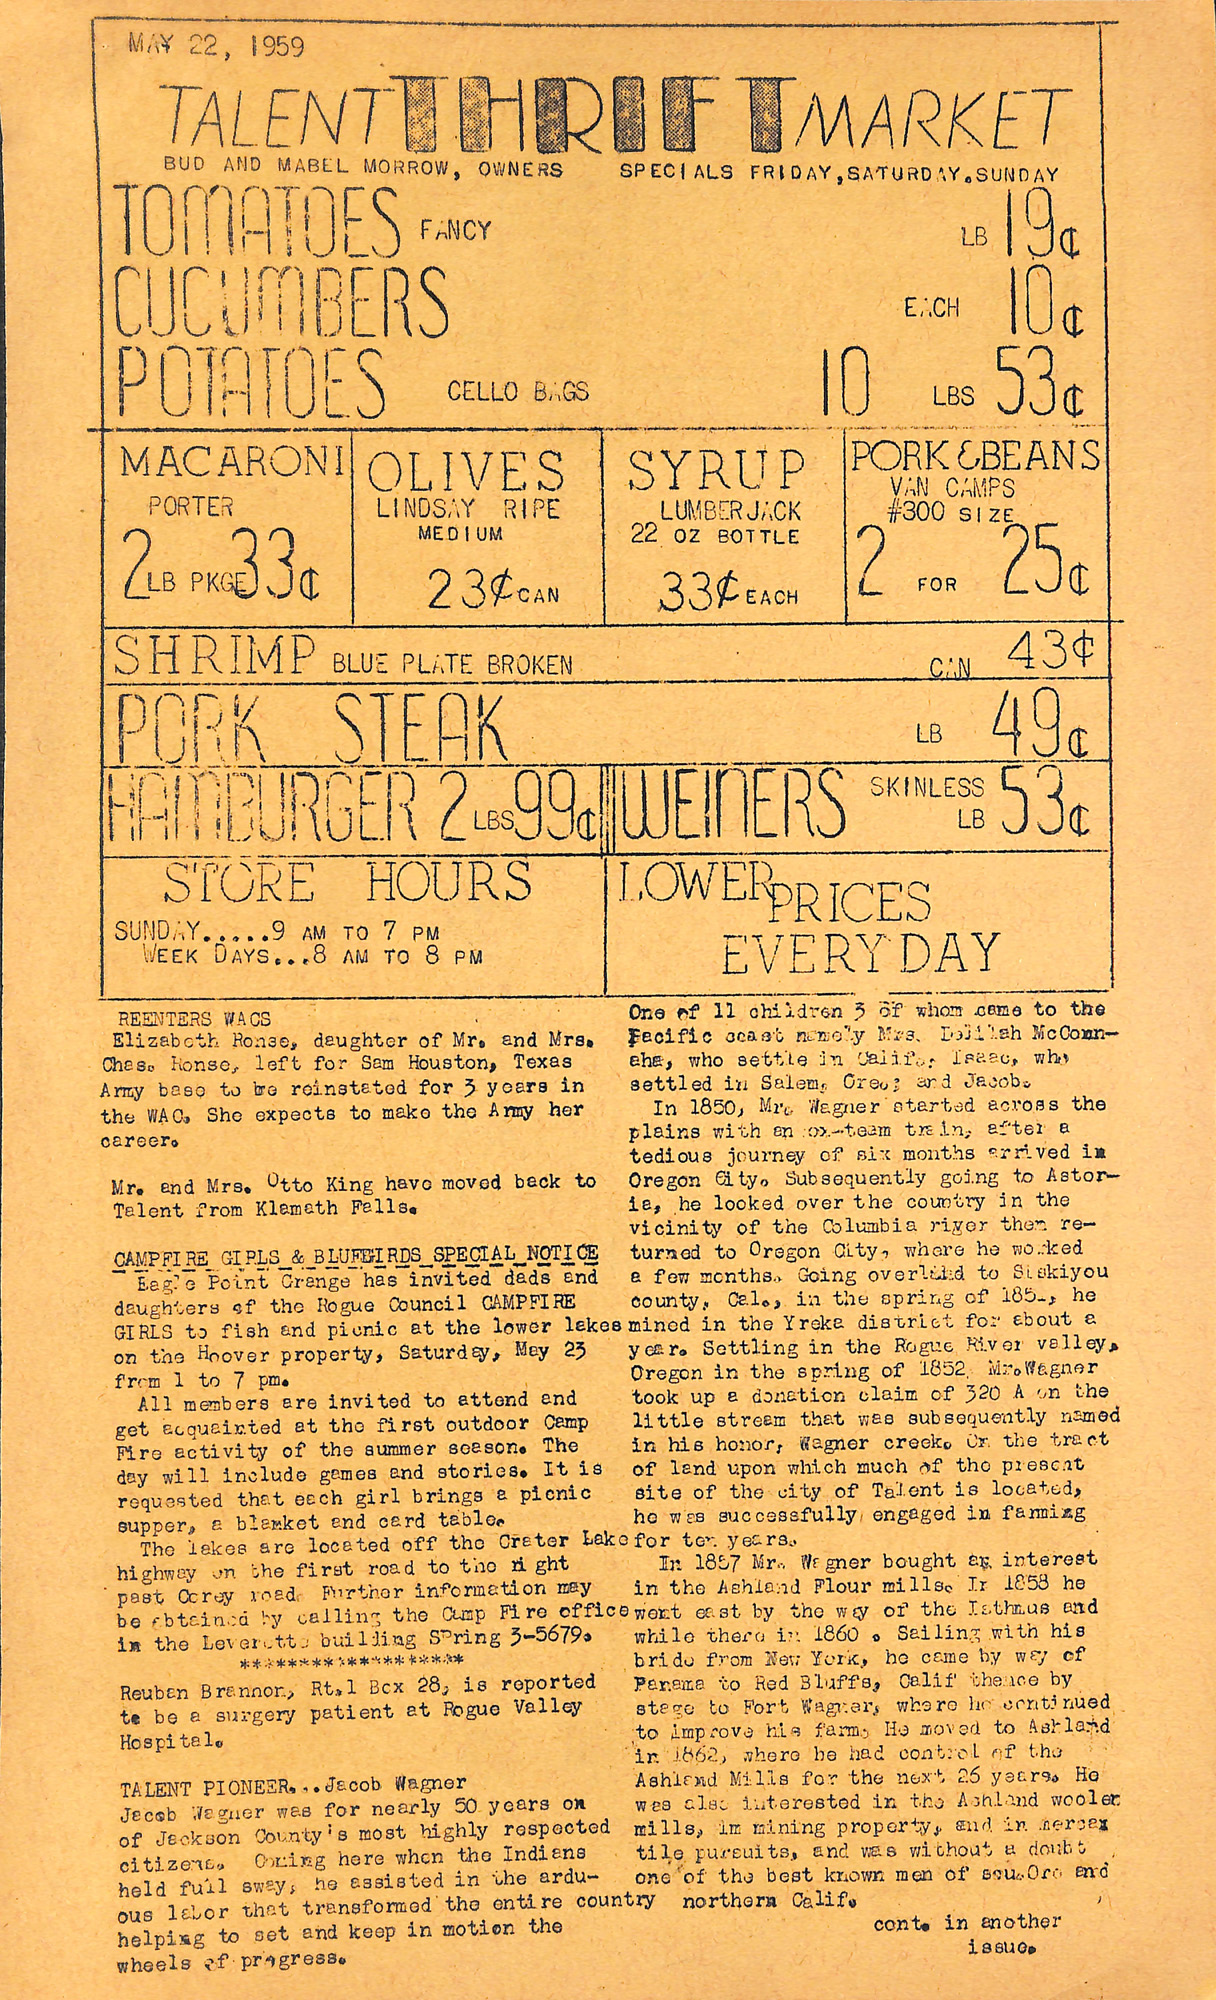 MAY 22, 1959
TALENT THRIFT MARKET
BUD AND MABEL MORROW, OWNERS SPECIALS FRIDAY,SATURDAY.SUNDAY
TOMATOES FANCY LB 19¢
CUCUMBERS EACH 10¢
POTATOES CELLO BAGS 10 LBS 53¢
MACARONI
PORTER
2 LB PKGE 33¢
OLIVES
LINDSAY RIPE
MEDIUM
23¢ CAN
SYRUP
LUMBERJACK
22 OZ BOTTLE
33¢ EACH
PORK &BEANS
VAN CAMPS
#300 SIZE
2 FOR 25¢
SHRIMP BLUE PLATE BROKEN CAN 43¢
PORK STEAK LB 49¢
HAMBURGER 2 LBS 99¢
WEINERS SKINLESS LB 53¢
STORE HOURS
SUNDAY.....9 AM TO 7 PM
WEEK DAYS...8 AM TO 8 PM
LOWER PRICES
EVERYDAY
REENTERS WACS
Elizabeth Ronse, daughter of Mr. and Mrs.
Chas. Ronse, left for Sam Houston, Texas
Army base to be reinstated for 3 years in
the WAC. She expects to make the Army her
career.
Mr. and Mrs. Otto King have moved back to
Talent from Klamath Falls.
CAMPFIRE GIRLS & BLUEBIRDS SPECIAL NOTICE
Eagle Point Grange has invited dads and
daughters of the Rogue Council CAMPFIRE
GIRLS to fish and picnic at the lower lakes
on the Hoover property, Saturday, May 23
from 1 to 7 pm.
All members are invited to attend and
get acquainted at the first outdoor Camp
Fire activity of the summer season. The
day will include games and stories. It is
requested that each girl brings a picnic
supper, a blanket and card table.
The lakes are located off the Crater Lake
highway on the first road to the right
past Corey road. Further information may
be obtained by calling the Camp Fire office
in the Leverette building SPring 3-5679.
*******************
Reuben Brannon, Rt.1 Box 28, is reported
to be a surgery patient at Rogue Valley
Hospital.
TALENT PIONEER...Jacob Wagner
Jacob Wagner was for nearly 50 years on
of Jackson County's most highly respected
citizens. Coming here when the Indians
held full sway, he assisted in the ardu-
ous labor that transformed the entire country
helping to set and keep in motion the
wheels of progress.
One of 11 children 3 of whom came to the
Pacific coast namely Mrs. Delilah McConn-
aha, who settle in Calif., Isaac, who
settled in Salem, Oreo; and Jacob.
In 1850, Mr. Wagner started across the
plains with an ox-team train, after a
tedious journey of six months arrived in
Oregon City. Subsequently going to Astor-
ia, he looked over the country in the
vicinity of the Columbia river then re-
turned to Oregon City, where he worked
a few months. Going overland to Siskiyou
county, Cal., in the spring of he
mined in the Yreka district for about a
year. Settling in the Rogue River valley,
Oregon in the spring of 1852, Mr.Wagner
took up a donation claim of 320 A on the
little stream that was subsequently named
in his honor, Wagner creek. On the tract
of land upon which much of the present
site of the city of Talent is located,
he was successfully engaged in farming
for ten years.
In 1857 Mr. Wagner bought an interest
in the Ashland Flour mills. In 1858 he
went east by the way of the Isthmus and
while there in 1860 . Sailing with his
bride from New York, he came by way of
Panama to Red Bluffs, Calif thence by
stage to Fort Wagner, where he continued
to improve his farm. He moved to Ashland
in 1862, where he had control of the
Ashland Mills for the next 26 years. He
was also interested in the Ashland woolen
mills, im mining property, and in mercan
tile pursuits, and was without a doubt
one of the best known men of sou.Ore and
northern Calif.
cont. in another
issue.